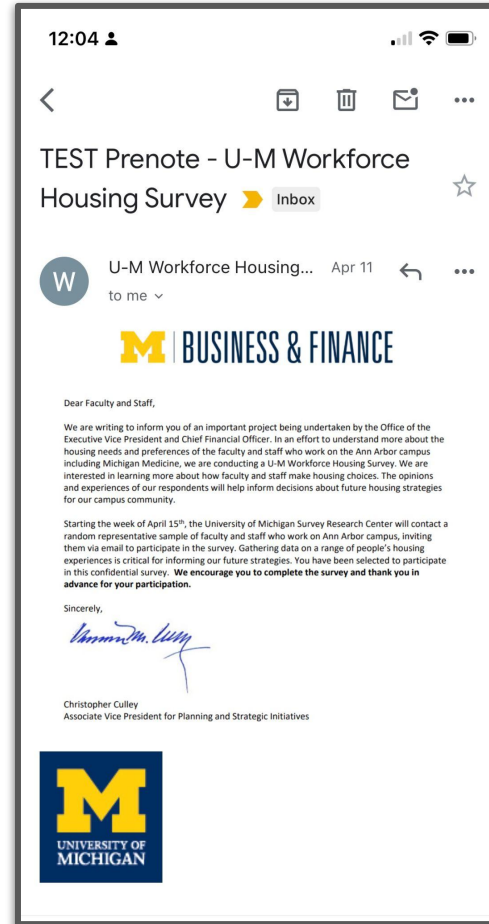 12:04
TEST Prenote - U-M Workforce
Housing Survey Inbox
W
U-M Workforce Housing... Apr 11
to me
M | BUSINESS & FINANCE
Dear Faculty and Staff,
We are writing to inform you of an important project being undertaken by the Office of the
Executive Vice President and Chief Financial Officer. In an effort to understand more about the
housing needs and preferences of the faculty and staff who work on the Ann Arbor campus
including Michigan Medicine, we are conducting a U-M Workforce Housing Survey. We are
interested in learning more about how faculty and staff make housing choices. The opinions
and experiences of our respondents will help inform decisions about future housing strategies
for our campus community.
Starting the week of April 15th, the University of Michigan Survey Research Center will contact a
random representative sample of faculty and staff who work on Ann Arbor campus, inviting
them via email to participate in the survey. Gathering data on a range of people's housing
experiences is critical for informing our future strategies. You have been selected to participate
in this confidential survey. We encourage you to complete the survey and thank you in
advance for your participation.
Sincerely,
Christopher Culley
Associate Vice President for Planning and Strategic Initiatives
M
UNIVERSITY OF
MICHIGAN